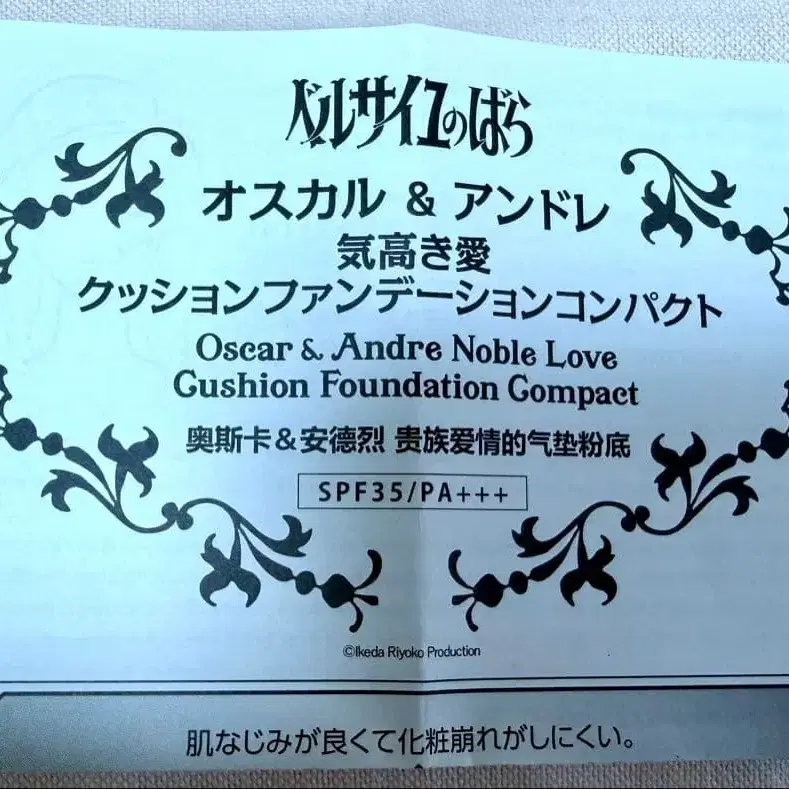 ベルサイユのばら
オスカル & アンドレ
気高き愛
クッションファンデーションコンパクト
Oscar & Andre Noble Love
Cushion Foundation Compact
奥斯卡&安德烈 贵族爱情的气垫粉底
SPF35/PA+++
©Ikeda Riyoko Production
肌なじみが良くて化粧崩れがしにくい。